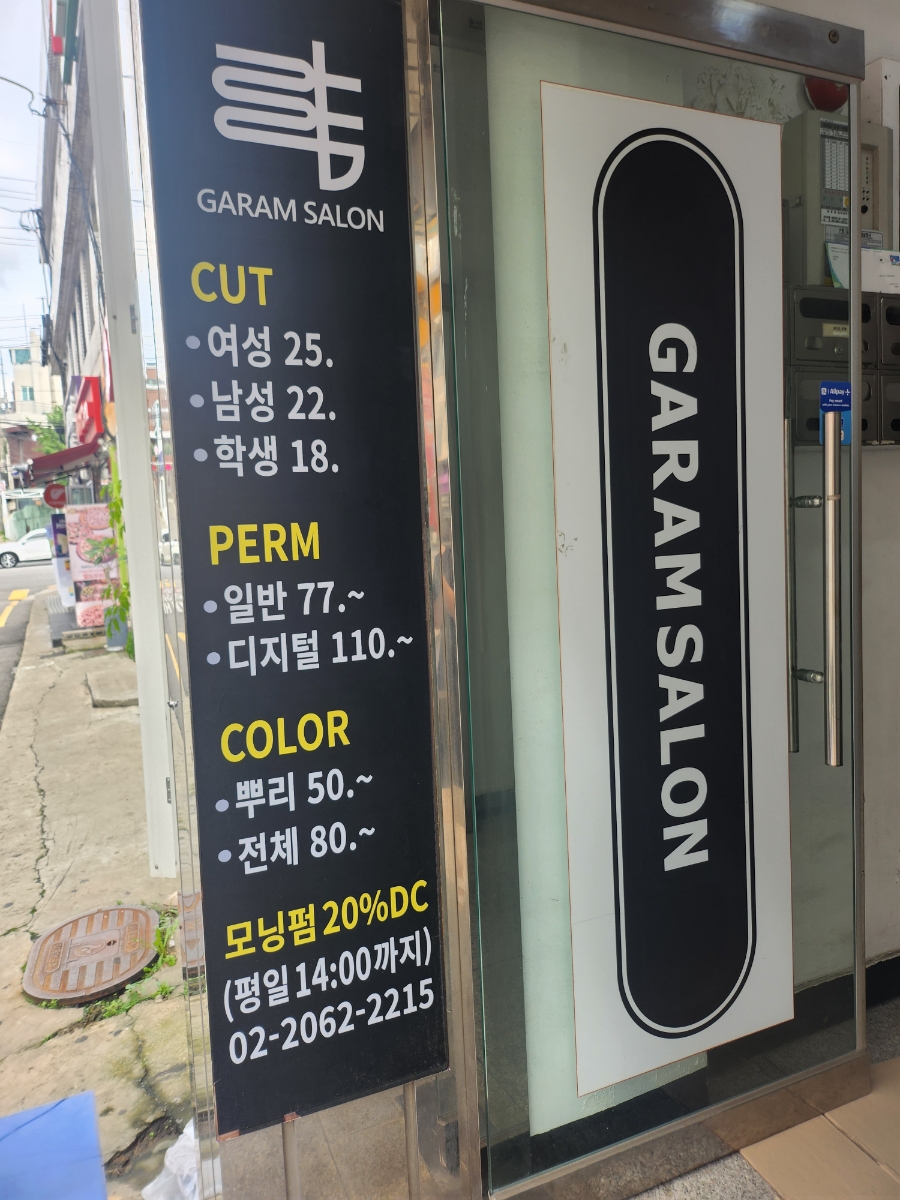 GARAM SALON
CUT
• 여성 25.
• 남성 22.
• 학생 18.
PERM
• 일반 77.~
• 디지털 110.~
COLOR
• 뿌리 50.~
• 전체 80.~
모닝펌 20%DC
(평일 14:00까지)
02-2062-2215
GARAMSALON
Alipay+